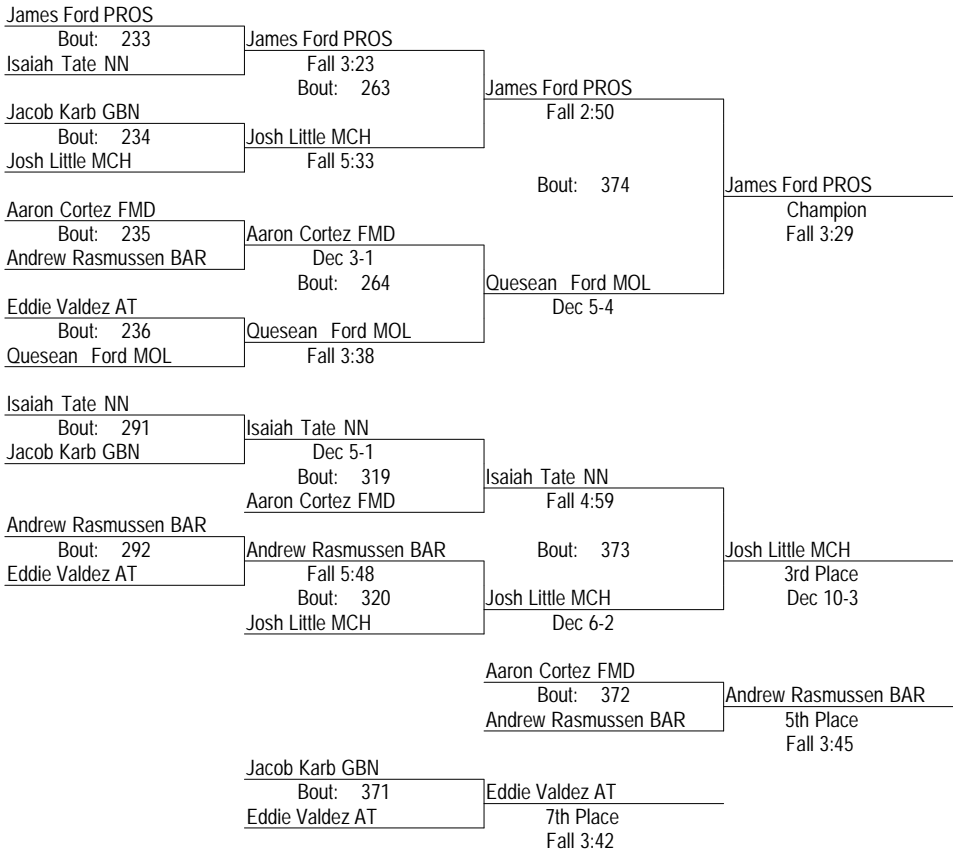 James Ford PROS
Bout: 233
James Ford PROS
Isaiah Tate NN
Fall 3:23
Bout: 263
James Ford PROS
Jacob Karb GBN
Fall 2:50
Bout: 234
Josh Little MCH
Josh Little MCH
Fall 5:33
Bout: 374
James Ford PROS
Aaron Cortez FMD
Champion
Bout: 235
Aaron Cortez FMD
Fall 3:29
Andrew Rasmussen BAR
Dec 3-1
Bout: 264
Quesean Ford MOL
Eddie Valdez AT
Dec 5-4
Bout: 236
Quesean Ford MOL
Quesean Ford MOL
Fall 3:38
Isaiah Tate NN
Bout: 291
Isaiah Tate NN
Jacob Karb GBN
Dec 5-1
Bout: 319
Isaiah Tate NN
Aaron Cortez FMD
Fall 4:59
Andrew Rasmussen BAR
Bout: 292
Andrew Rasmussen BAR
Bout: 373
Josh Little MCH
Eddie Valdez AT
Fall 5:48
3rd Place
Bout: 320
Josh Little MCH
Dec 10-3
Josh Little MCH
Dec 6-2
Aaron Cortez FMD
Bout: 372
Andrew Rasmussen BAR
Andrew Rasmussen BAR
5th Place
Fall 3:45
Jacob Karb GBN
Bout: 371
Eddie Valdez AT
Eddie Valdez AT
7th Place
Fall 3:42